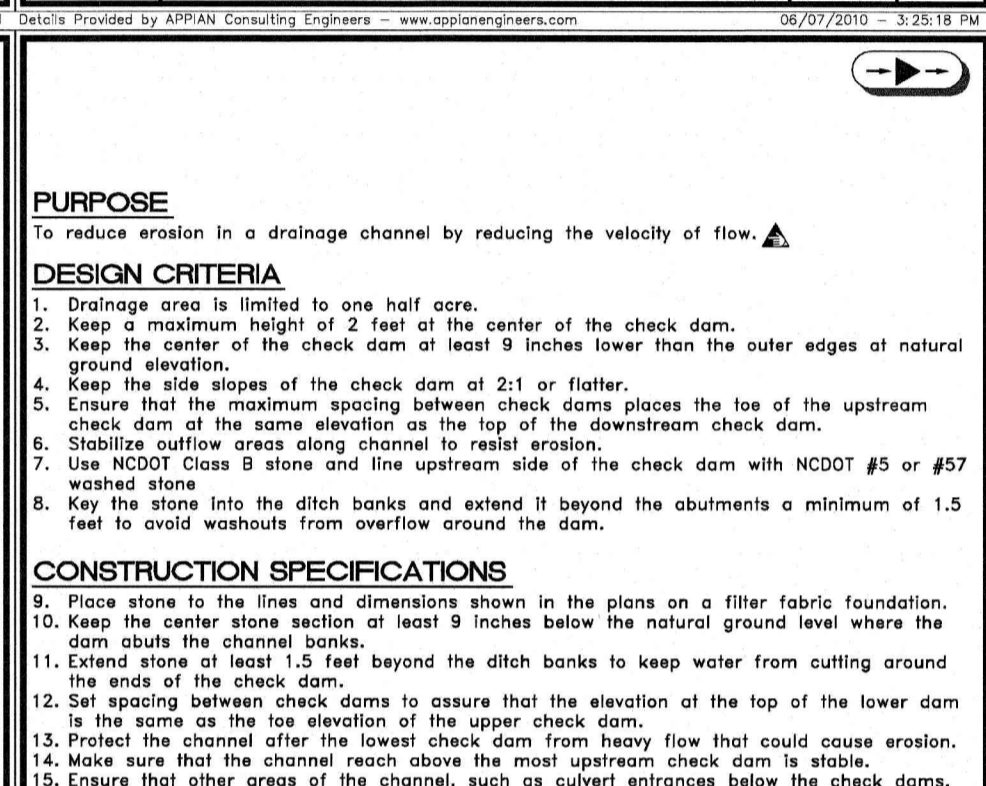 Details Provided by APPIAN Consulting Engineers - www.appianengineers.com 06/07/2010 - 3:25:18 PM
PURPOSE
To reduce erosion in a drainage channel by reducing the velocity of flow.
DESIGN CRITERIA
1. Drainage area is limited to one half acre.
2. Keep a maximum height of 2 feet at the center of the check dam.
3. Keep the center of the check dam at least 9 inches lower than the outer edges at natural
ground elevation.
4. Keep the side slopes of the check dam at 2:1 or flatter.
5. Ensure that the maximum spacing between check dams places the toe of the upstream
check dam at the same elevation as the top of the downstream check dam.
6. Stabilize outflow areas along channel to resist erosion.
7. Use NCDOT Class B stone and line upstream side of the check dam with NCDOT #5 or #57
washed stone
8. Key the stone into the ditch banks and extend it beyond the abutments a minimum of 1.5
feet to avoid washouts from overflow around the dam.
CONSTRUCTION SPECIFICATIONS
9. Place stone to the lines and dimensions shown in the plans on a filter fabric foundation.
10. Keep the center stone section at least 9 inches below the natural ground level where the
dam abuts the channel banks.
11. Extend stone at least 1.5 feet beyond the ditch banks to keep water from cutting around
the ends of the check dam.
12. Set spacing between check dams to assure that the elevation at the top of the lower dam
is the same as the toe elevation of the upper check dam.
13. Protect the channel after the lowest check dam from heavy flow that could cause erosion.
14. Make sure that the channel reach above the most upstream check dam is stable.
15. Ensure that other areas of the channel, such as culvert entrances below the check dams,